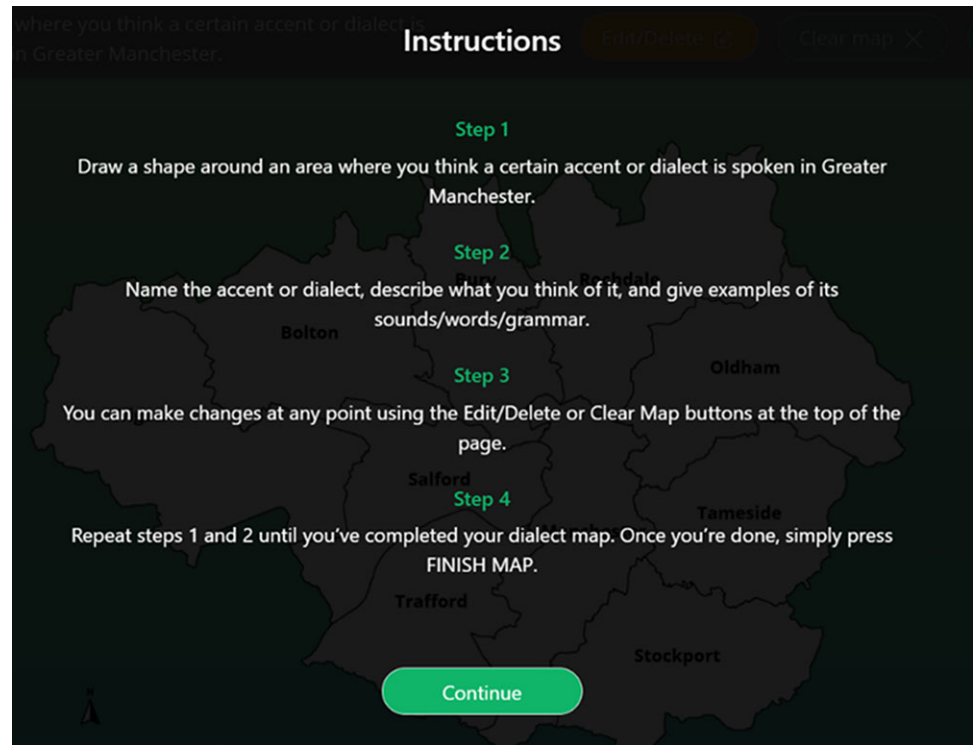 where you think a certain accent or dialect is
in Greater Manchester.
Instructions
Edit/Delete
Clear map X
Step 1
Draw a shape around an area where you think a certain accent or dialect is spoken in Greater
Manchester.
Step 2
Bury
Rochdale
Name the accent or dialect, describe what you think of it, and give examples of its
sounds/words/grammar.
Bolton
Oldham
Step 3
You can make changes at any point using the Edit/Delete or Clear Map buttons at the top of the
page.
Salford
Step 4
Tameside
Manchester
Repeat steps 1 and 2 until you’ve completed your dialect map. Once you’re done, simply press
FINISH MAP.
Trafford
Stockport
Continue
N